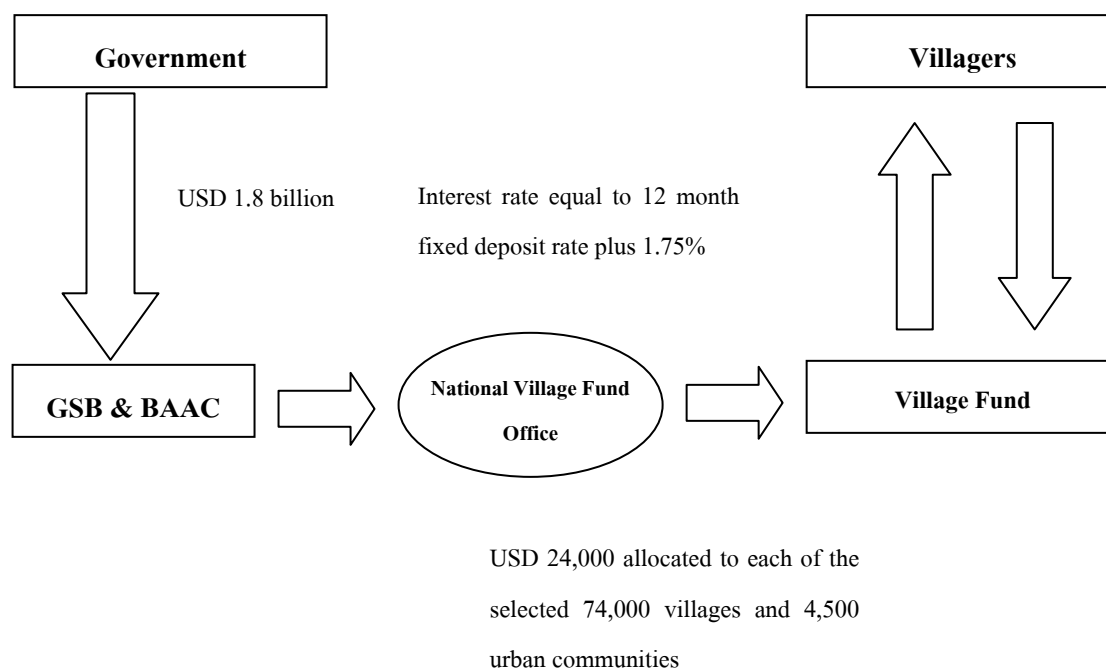 Government
Villagers
USD 1.8 billion
Interest rate equal to 12 month
fixed deposit rate plus 1.75%
GSB & BAAC
National Village Fund
Office
Village Fund
USD 24,000 allocated to each of the
selected 74,000 villages and 4,500
urban communities